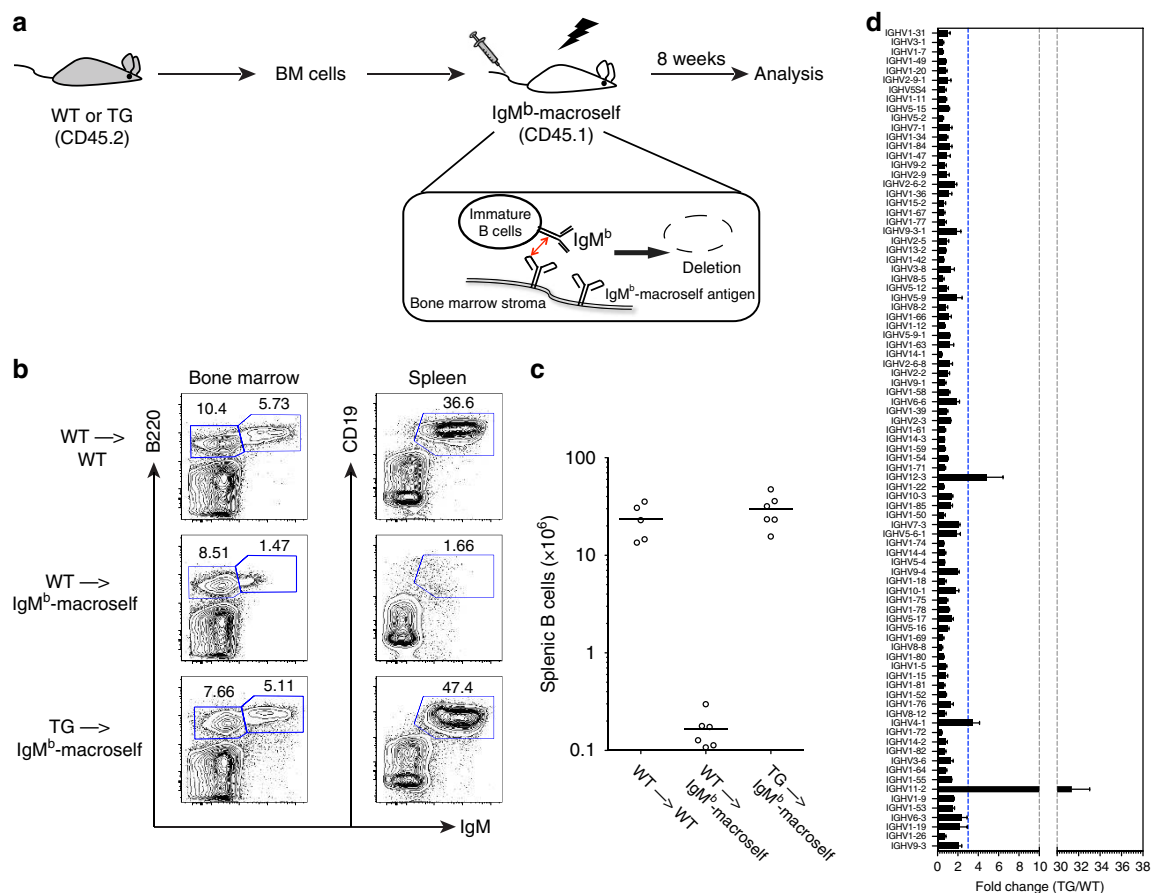 a
WT or TG
(CD45.2)
BM cells
IgMᵇ-macroself
(CD45.1)
8 weeks
Analysis
Immature
B cells
IgMᵇ
Deletion
Bone marrow stroma
IgMᵇ-macroself antigen
b
Bone marrow
Spleen
B220
CD19
WT —>
WT
10.4
5.73
36.6
WT —>
IgMᵇ-macroself
8.51
1.47
1.66
TG —>
IgMᵇ-macroself
7.66
5.11
47.4
IgM
c
Splenic B cells (×10⁶)
100
10
1
0.1
WT —> WT
WT —>
IgMᵇ-macroself
TG —>
IgMᵇ-macroself
d
IGHV1-31
IGHV3-1
IGHV1-7
IGHV1-49
IGHV1-20
IGHV2-9-1
IGHV5S4
IGHV1-11
IGHV5-15
IGHV5-2
IGHV7-1
IGHV1-34
IGHV1-84
IGHV1-47
IGHV9-2
IGHV2-9
IGHV2-6-2
IGHV1-36
IGHV15-2
IGHV1-67
IGHV1-77
IGHV9-3-1
IGHV2-5
IGHV13-2
IGHV1-42
IGHV3-8
IGHV8-5
IGHV5-12
IGHV5-9
IGHV8-2
IGHV1-66
IGHV1-12
IGHV5-9-1
IGHV1-63
IGHV14-1
IGHV2-6-8
IGHV2-2
IGHV9-1
IGHV1-58
IGHV6-6
IGHV1-39
IGHV2-3
IGHV1-61
IGHV14-3
IGHV1-59
IGHV1-54
IGHV1-71
IGHV12-3
IGHV1-22
IGHV10-3
IGHV1-85
IGHV1-50
IGHV7-3
IGHV5-6-1
IGHV1-74
IGHV14-4
IGHV5-4
IGHV9-4
IGHV1-18
IGHV10-1
IGHV1-75
IGHV1-78
IGHV5-17
IGHV5-16
IGHV1-69
IGHV8-8
IGHV1-80
IGHV1-5
IGHV1-15
IGHV1-81
IGHV1-52
IGHV1-76
IGHV8-12
IGHV4-1
IGHV1-72
IGHV14-2
IGHV1-82
IGHV3-6
IGHV1-64
IGHV1-55
IGHV11-2
IGHV1-9
IGHV1-53
IGHV6-3
IGHV1-19
IGHV1-26
IGHV9-3
0 2 4 6 8 10 30 32 34 36 38
Fold change (TG/WT)